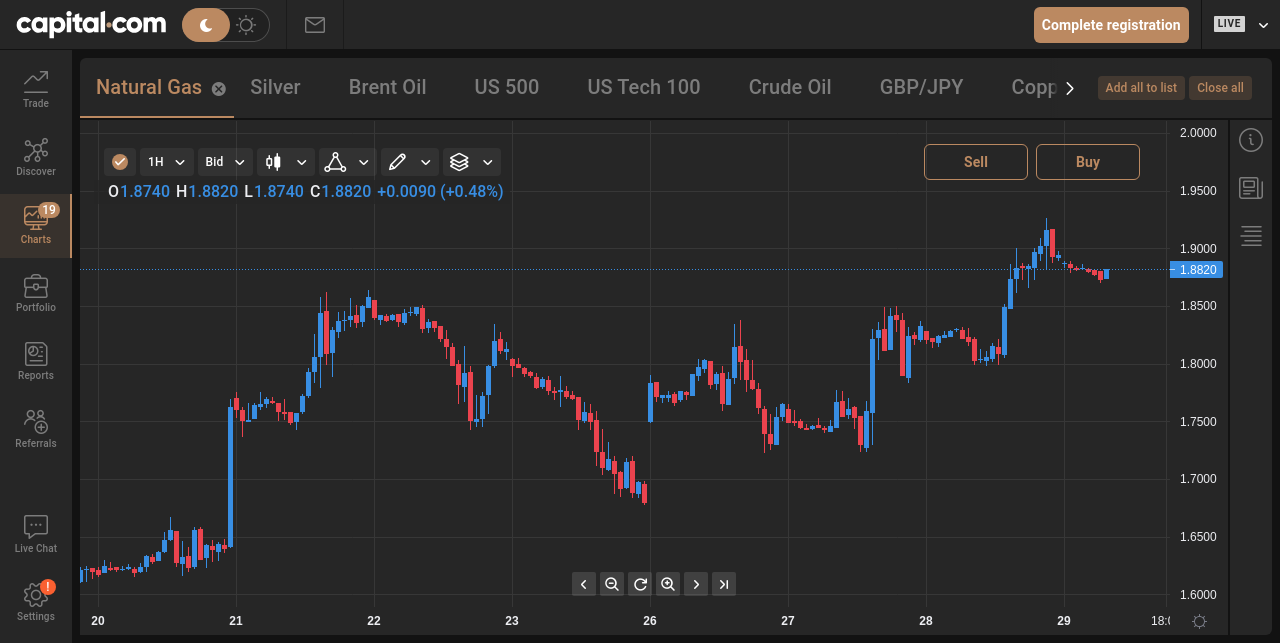 capital.com
Complete registration
LIVE
Trade
Discover
19
Charts
Portfolio
Reports
Referrals
Live Chat
!
Settings
Natural Gas
Silver
Brent Oil
US 500
US Tech 100
Crude Oil
GBP/JPY
Copp
Add all to list
Close all
1H
Bid
Sell
Buy
O1.8740 H1.8820 L1.8740 C1.8820 +0.0090 (+0.48%)
2.0000
1.9500
1.9000
1.8820
1.8500
1.8000
1.7500
1.7000
1.6500
1.6000
20
21
22
23
26
27
28
29
18:0